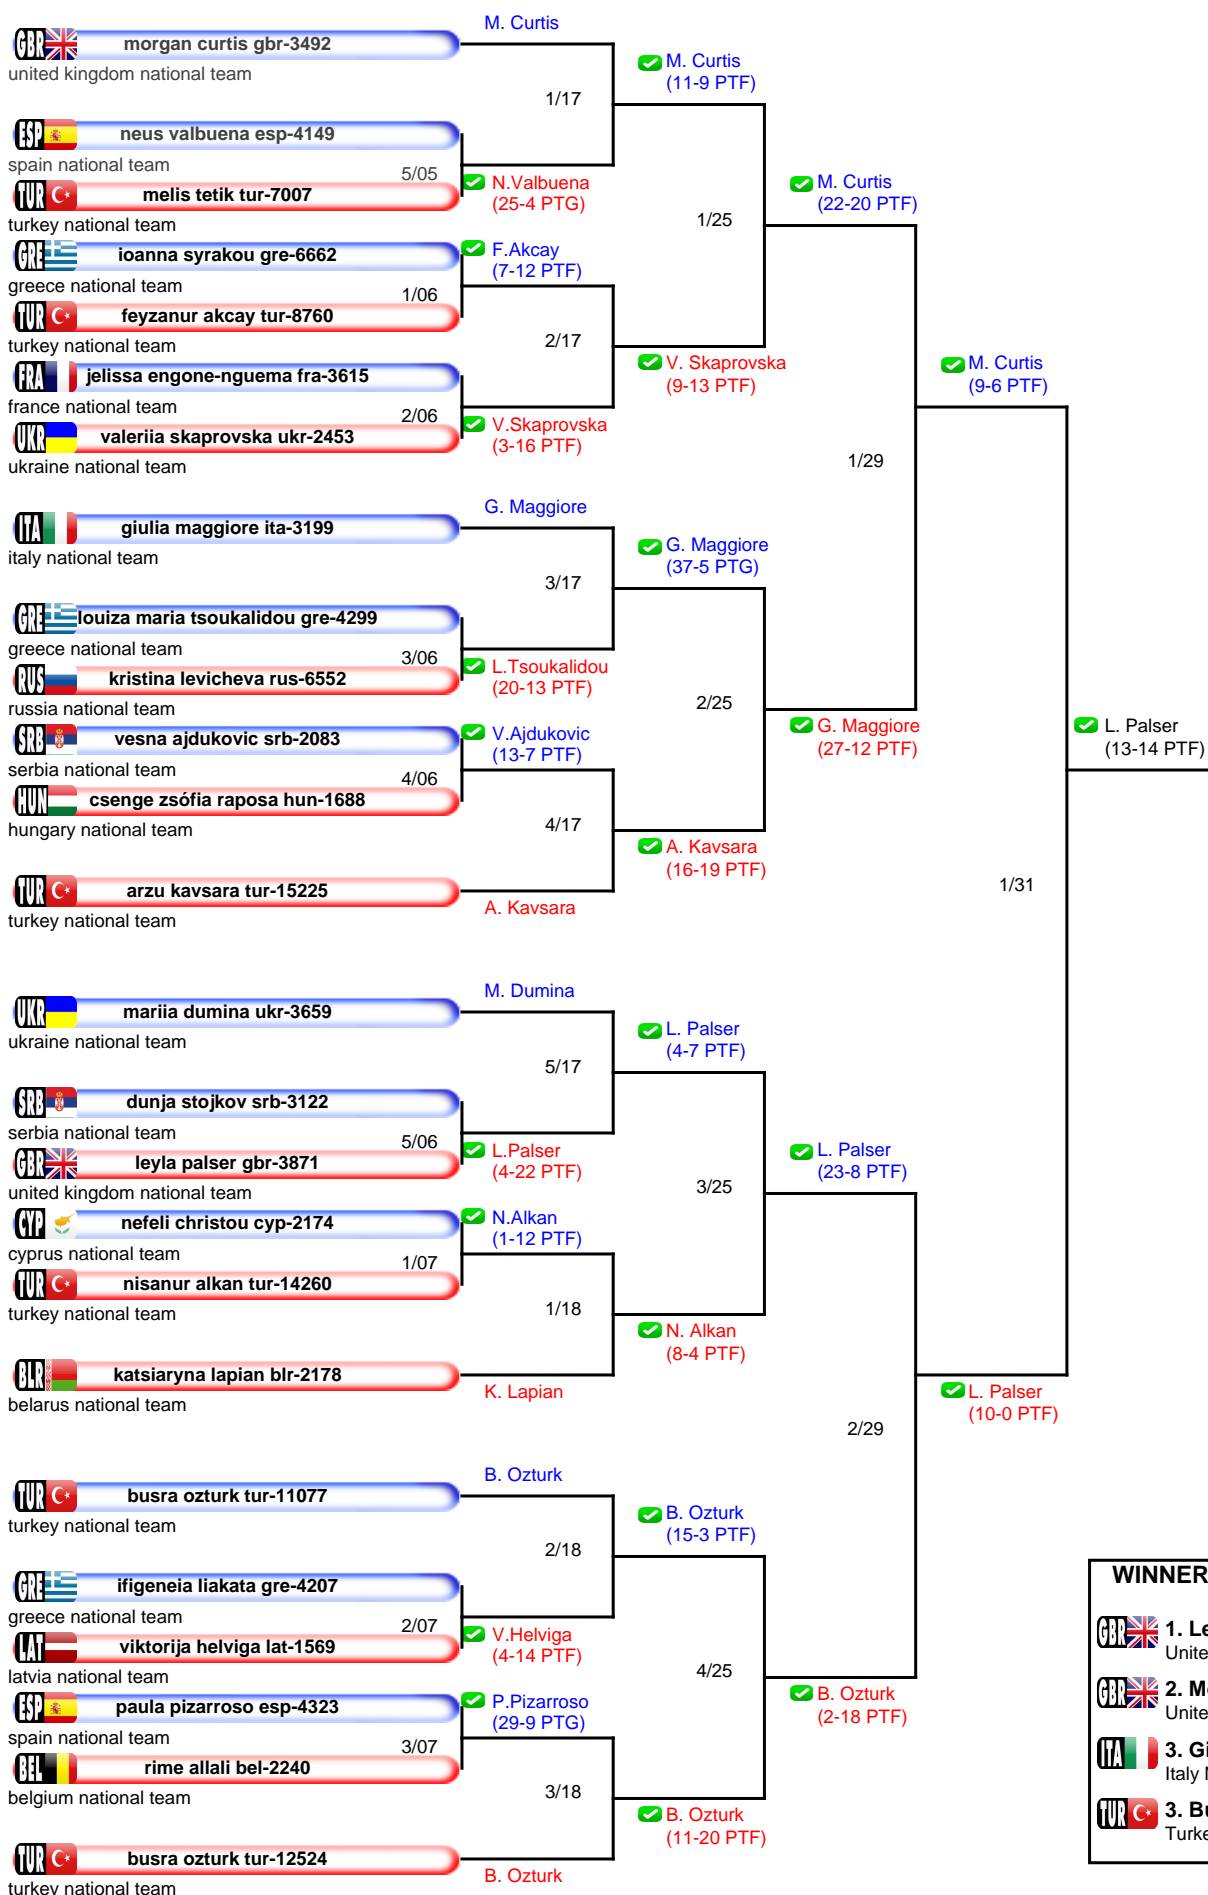 M. Curtis
GBR morgan curtis gbr-3492
united kingdom national team
M. Curtis
(11-9 PTF)
1/17
ESP neus valbuena esp-4149
spain national team
5/05
N.Valbuena
(25-4 PTG)
TUR melis tetik tur-7007
turkey national team
M. Curtis
(22-20 PTF)
1/25
GRE ioanna syrakou gre-6662
greece national team
F.Akcay
(7-12 PTF)
1/06
TUR feyzanur akcay tur-8760
turkey national team
2/17
V. Skaprovska
(9-13 PTF)
M. Curtis
(9-6 PTF)
FRA jelissa engone-nguema fra-3615
france national team
2/06
V.Skaprovska
(3-16 PTF)
UKR valeriia skaprovska ukr-2453
ukraine national team
1/29
G. Maggiore
ITA giulia maggiore ita-3199
italy national team
G. Maggiore
(37-5 PTG)
3/17
GRE louiza maria tsoukalidou gre-4299
greece national team
3/06
L.Tsoukalidou
(20-13 PTF)
RUS kristina levicheva rus-6552
russia national team
2/25
G. Maggiore
(27-12 PTF)
L. Palser
(13-14 PTF)
SRB vesna ajdukovic srb-2083
serbia national team
V.Ajdukovic
(13-7 PTF)
4/06
HUN csenge zsófia raposa hun-1688
hungary national team
4/17
A. Kavsara
(16-19 PTF)
TUR arzu kavsara tur-15225
turkey national team
A. Kavsara
1/31
M. Dumina
UKR mariia dumina ukr-3659
ukraine national team
L. Palser
(4-7 PTF)
5/17
SRB dunja stojkov srb-3122
serbia national team
5/06
L.Palser
(4-22 PTF)
GBR leyla palser gbr-3871
united kingdom national team
L. Palser
(23-8 PTF)
3/25
CYP nefeli christou cyp-2174
cyprus national team
N.Alkan
(1-12 PTF)
1/07
TUR nisanur alkan tur-14260
turkey national team
1/18
N. Alkan
(8-4 PTF)
BLR katsiaryna lapian blr-2178
belarus national team
K. Lapian
L. Palser
(10-0 PTF)
2/29
B. Ozturk
TUR busra ozturk tur-11077
turkey national team
B. Ozturk
(15-3 PTF)
2/18
GRE ifigeneia liakata gre-4207
greece national team
2/07
V.Helviga
(4-14 PTF)
LAT viktorija helviga lat-1569
latvia national team
4/25
B. Ozturk
(2-18 PTF)
ESP paula pizarroso esp-4323
spain national team
P.Pizarroso
(29-9 PTG)
3/07
BEL rime allali bel-2240
belgium national team
3/18
B. Ozturk
(11-20 PTF)
TUR busra ozturk tur-12524
turkey national team
B. Ozturk
WINNER
GBR 1. Le
Unite
GBR 2. Mo
Unite
ITA 3. Gi
Italy
TUR 3. Bu
Turke